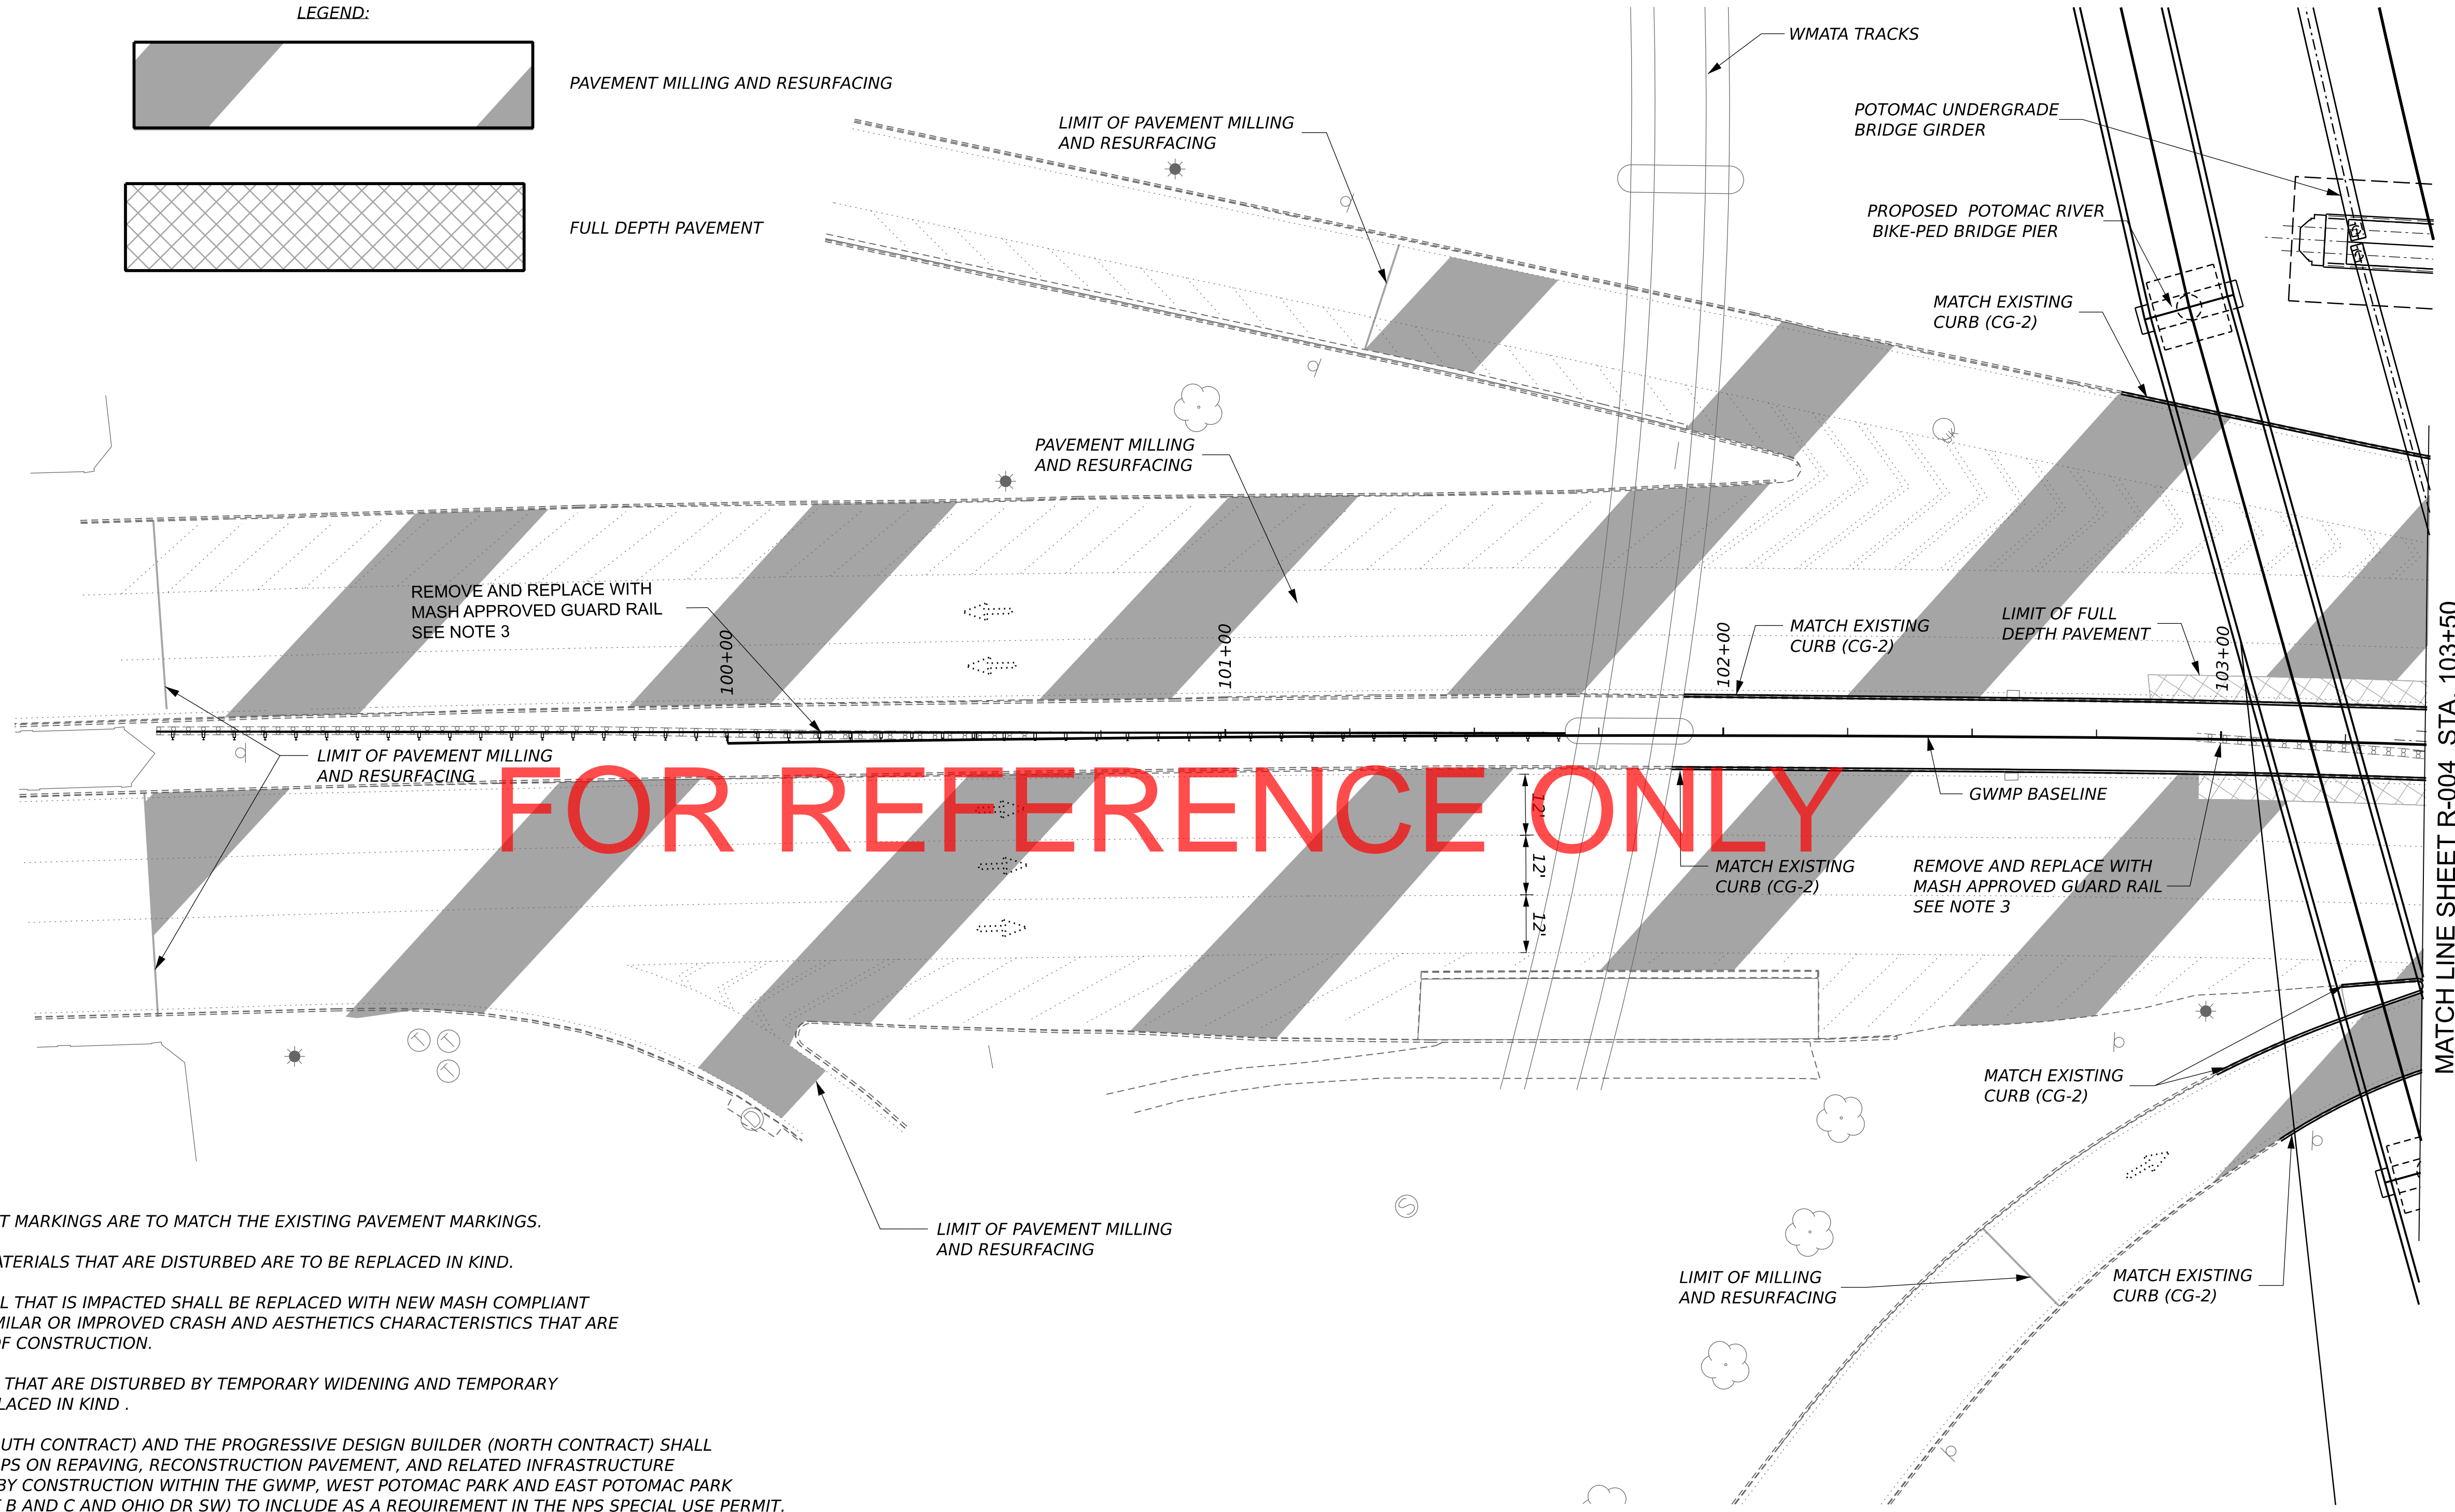 LEGEND:
PAVEMENT MILLING AND RESURFACING
FULL DEPTH PAVEMENT
WMATA TRACKS
LIMIT OF PAVEMENT MILLING
AND RESURFACING
POTOMAC UNDERGRADE
BRIDGE GIRDER
PROPOSED POTOMAC RIVER
BIKE-PED BRIDGE PIER
MATCH EXISTING
CURB (CG-2)
PAVEMENT MILLING
AND RESURFACING
REMOVE AND REPLACE WITH
MASH APPROVED GUARD RAIL
SEE NOTE 3
100+00
101+00
102+00
103+00
MATCH EXISTING
CURB (CG-2)
LIMIT OF FULL
DEPTH PAVEMENT
LIMIT OF PAVEMENT MILLING
AND RESURFACING
FOR REFERENCE ONLY
12'
12'
12'
GWMP BASELINE
MATCH EXISTING
CURB (CG-2)
REMOVE AND REPLACE WITH
MASH APPROVED GUARD RAIL
SEE NOTE 3
MATCH LINE SHEET R-004 STA. 103+50
MATCH EXISTING
CURB (CG-2)
LIMIT OF PAVEMENT MILLING
AND RESURFACING
LIMIT OF MILLING
AND RESURFACING
MATCH EXISTING
CURB (CG-2)
T
T
T
D
S
T MARKINGS ARE TO MATCH THE EXISTING PAVEMENT MARKINGS.
ATERIALS THAT ARE DISTURBED ARE TO BE REPLACED IN KIND.
L THAT IS IMPACTED SHALL BE REPLACED WITH NEW MASH COMPLIANT
MILAR OR IMPROVED CRASH AND AESTHETICS CHARACTERISTICS THAT ARE
OF CONSTRUCTION.
THAT ARE DISTURBED BY TEMPORARY WIDENING AND TEMPORARY
LACED IN KIND .
UTH CONTRACT) AND THE PROGRESSIVE DESIGN BUILDER (NORTH CONTRACT) SHALL
PS ON REPAVING, RECONSTRUCTION PAVEMENT, AND RELATED INFRASTRUCTURE
BY CONSTRUCTION WITHIN THE GWMP, WEST POTOMAC PARK AND EAST POTOMAC PARK
B AND C AND OHIO DR SW) TO INCLUDE AS A REQUIREMENT IN THE NPS SPECIAL USE PERMIT.